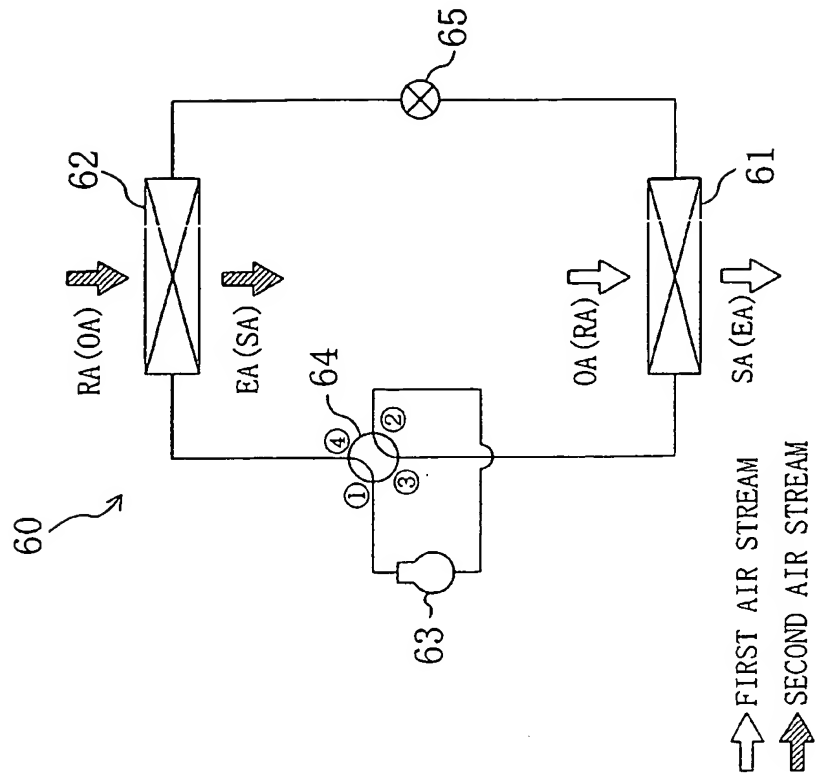 60
62
RA(OA)
EA(SA)
64
④
②
①
③
63
65
OA(RA)
61
SA(EA)
FIRST AIR STREAM
SECOND AIR STREAM